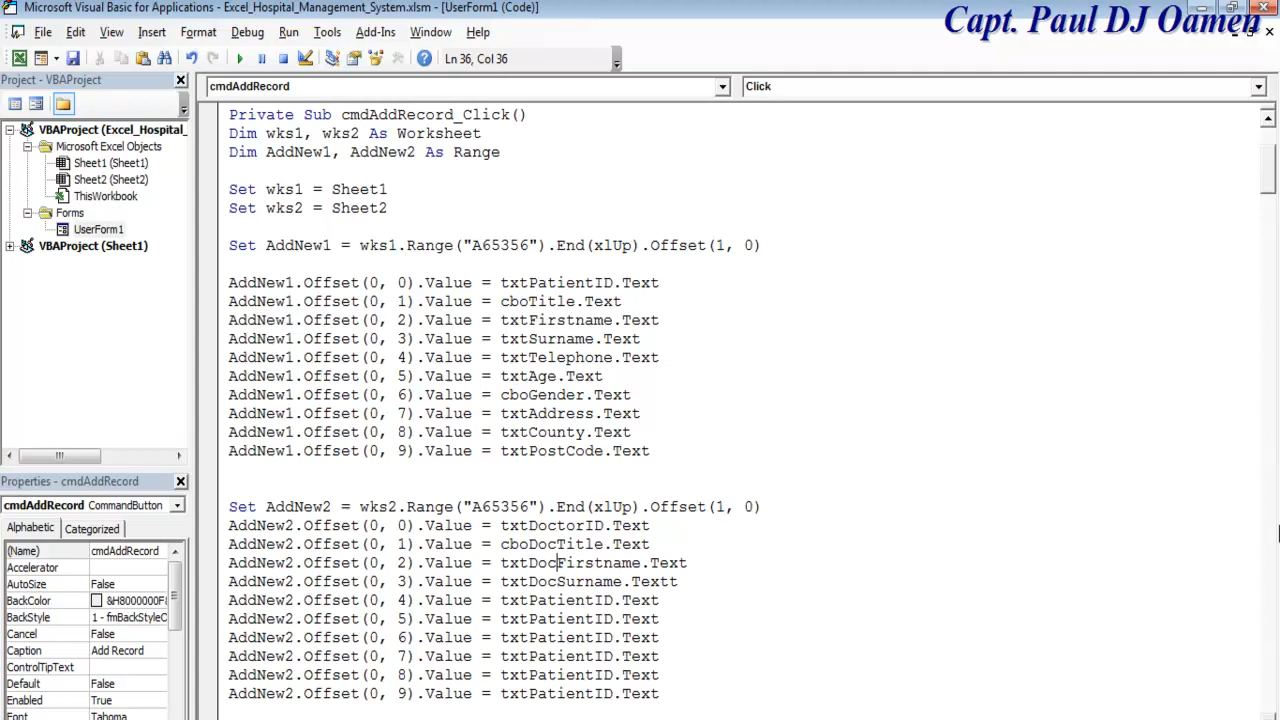 Microsoft Visual Basic for Applications - Excel_Hospital_Management_System.xlsm - [UserForm1 (Code)]
Capt. Paul DJ Oamen
File Edit View Insert Format Debug Run Tools Add-Ins Window Help
Ln 36, Col 36
Project - VBAProject
VBAProject (Excel_Hospital_
Microsoft Excel Objects
Sheet1 (Sheet1)
Sheet2 (Sheet2)
ThisWorkbook
Forms
UserForm1
VBAProject (Sheet1)
Properties - cmdAddRecord
cmdAddRecord CommandButton
Alphabetic Categorized
(Name) cmdAddRecord
Accelerator
AutoSize False
BackColor &H8000000F&
BackStyle 1 - fmBackStyleO
Cancel False
Caption Add Record
ControlTipText
Default False
Enabled True
Font Tahoma
cmdAddRecord Click
Private Sub cmdAddRecord_Click()
Dim wks1, wks2 As Worksheet
Dim AddNew1, AddNew2 As Range
Set wks1 = Sheet1
Set wks2 = Sheet2
Set AddNew1 = wks1.Range("A65356").End(xlUp).Offset(1, 0)
AddNew1.Offset(0, 0).Value = txtPatientID.Text
AddNew1.Offset(0, 1).Value = cboTitle.Text
AddNew1.Offset(0, 2).Value = txtFirstname.Text
AddNew1.Offset(0, 3).Value = txtSurname.Text
AddNew1.Offset(0, 4).Value = txtTelephone.Text
AddNew1.Offset(0, 5).Value = txtAge.Text
AddNew1.Offset(0, 6).Value = cboGender.Text
AddNew1.Offset(0, 7).Value = txtAddress.Text
AddNew1.Offset(0, 8).Value = txtCounty.Text
AddNew1.Offset(0, 9).Value = txtPostCode.Text
Set AddNew2 = wks2.Range("A65356").End(xlUp).Offset(1, 0)
AddNew2.Offset(0, 0).Value = txtDoctorID.Text
AddNew2.Offset(0, 1).Value = cboDocTitle.Text
AddNew2.Offset(0, 2).Value = txtDocFirstname.Text
AddNew2.Offset(0, 3).Value = txtDocSurname.Textt
AddNew2.Offset(0, 4).Value = txtPatientID.Text
AddNew2.Offset(0, 5).Value = txtPatientID.Text
AddNew2.Offset(0, 6).Value = txtPatientID.Text
AddNew2.Offset(0, 7).Value = txtPatientID.Text
AddNew2.Offset(0, 8).Value = txtPatientID.Text
AddNew2.Offset(0, 9).Value = txtPatientID.Text